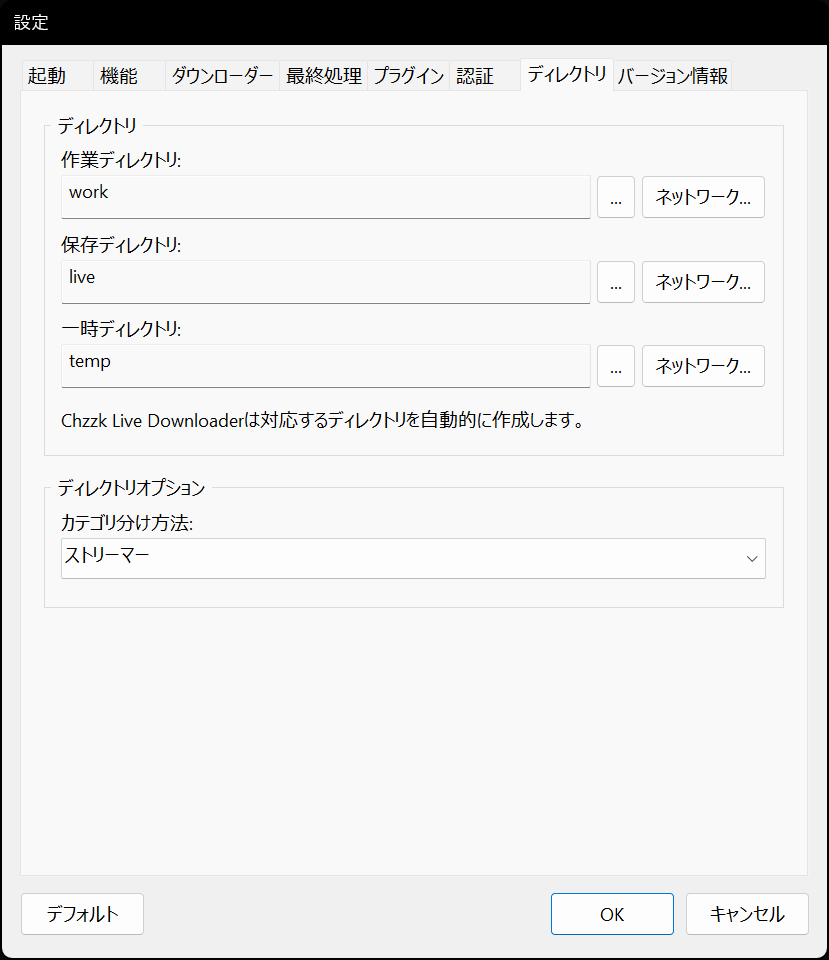 設定
起動 機能 ダウンローダー 最終処理 プラグイン 認証 ディレクトリ バージョン情報
ディレクトリ
作業ディレクトリ:
work ... ネットワーク...
保存ディレクトリ:
live ... ネットワーク...
一時ディレクトリ:
temp ... ネットワーク...
Chzzk Live Downloaderは対応するディレクトリを自動的に作成します。
ディレクトリオプション
カテゴリ分け方法:
ストリーマー
デフォルト OK キャンセル